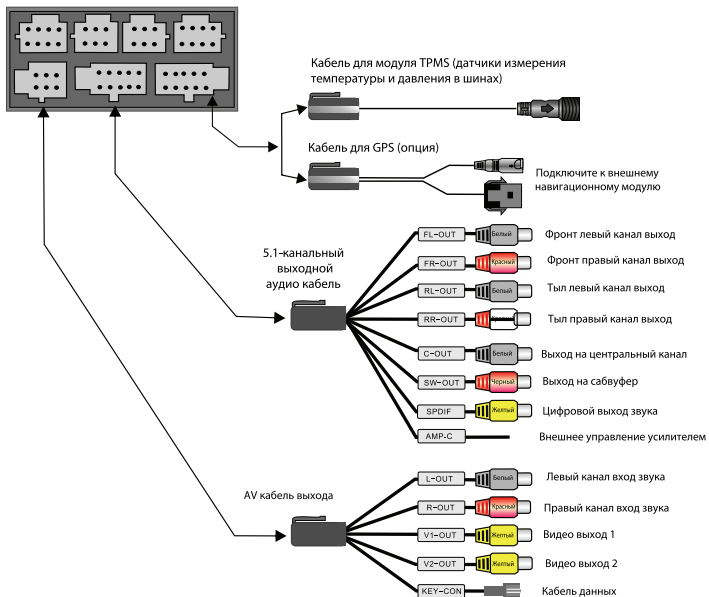 Кабель для модуля TPMS (датчики измерения
температуры и давления в шинах)
Кабель для GPS (опция)
Подключите к внешнему
навигационному модулю
5.1-канальный
выходной
аудио кабель
FL-OUT Белый Фронт левый канал выход
FR-OUT Красный Фронт правый канал выход
RL-OUT Белый Тыл левый канал выход
RR-OUT Тыл правый канал выход
C-OUT Белый Выход на центральный канал
SW-OUT Черный Выход на сабвуфер
SPDIF Желтый Цифровой выход звука
AMP-C Внешнее управление усилителем
AV кабель выхода
L-OUT Белый Левый канал вход звука
R-OUT Красный Правый канал вход звука
V1-OUT Желтый Видео выход 1
V2-OUT Желтый Видео выход 2
KEY-CON Кабель данных